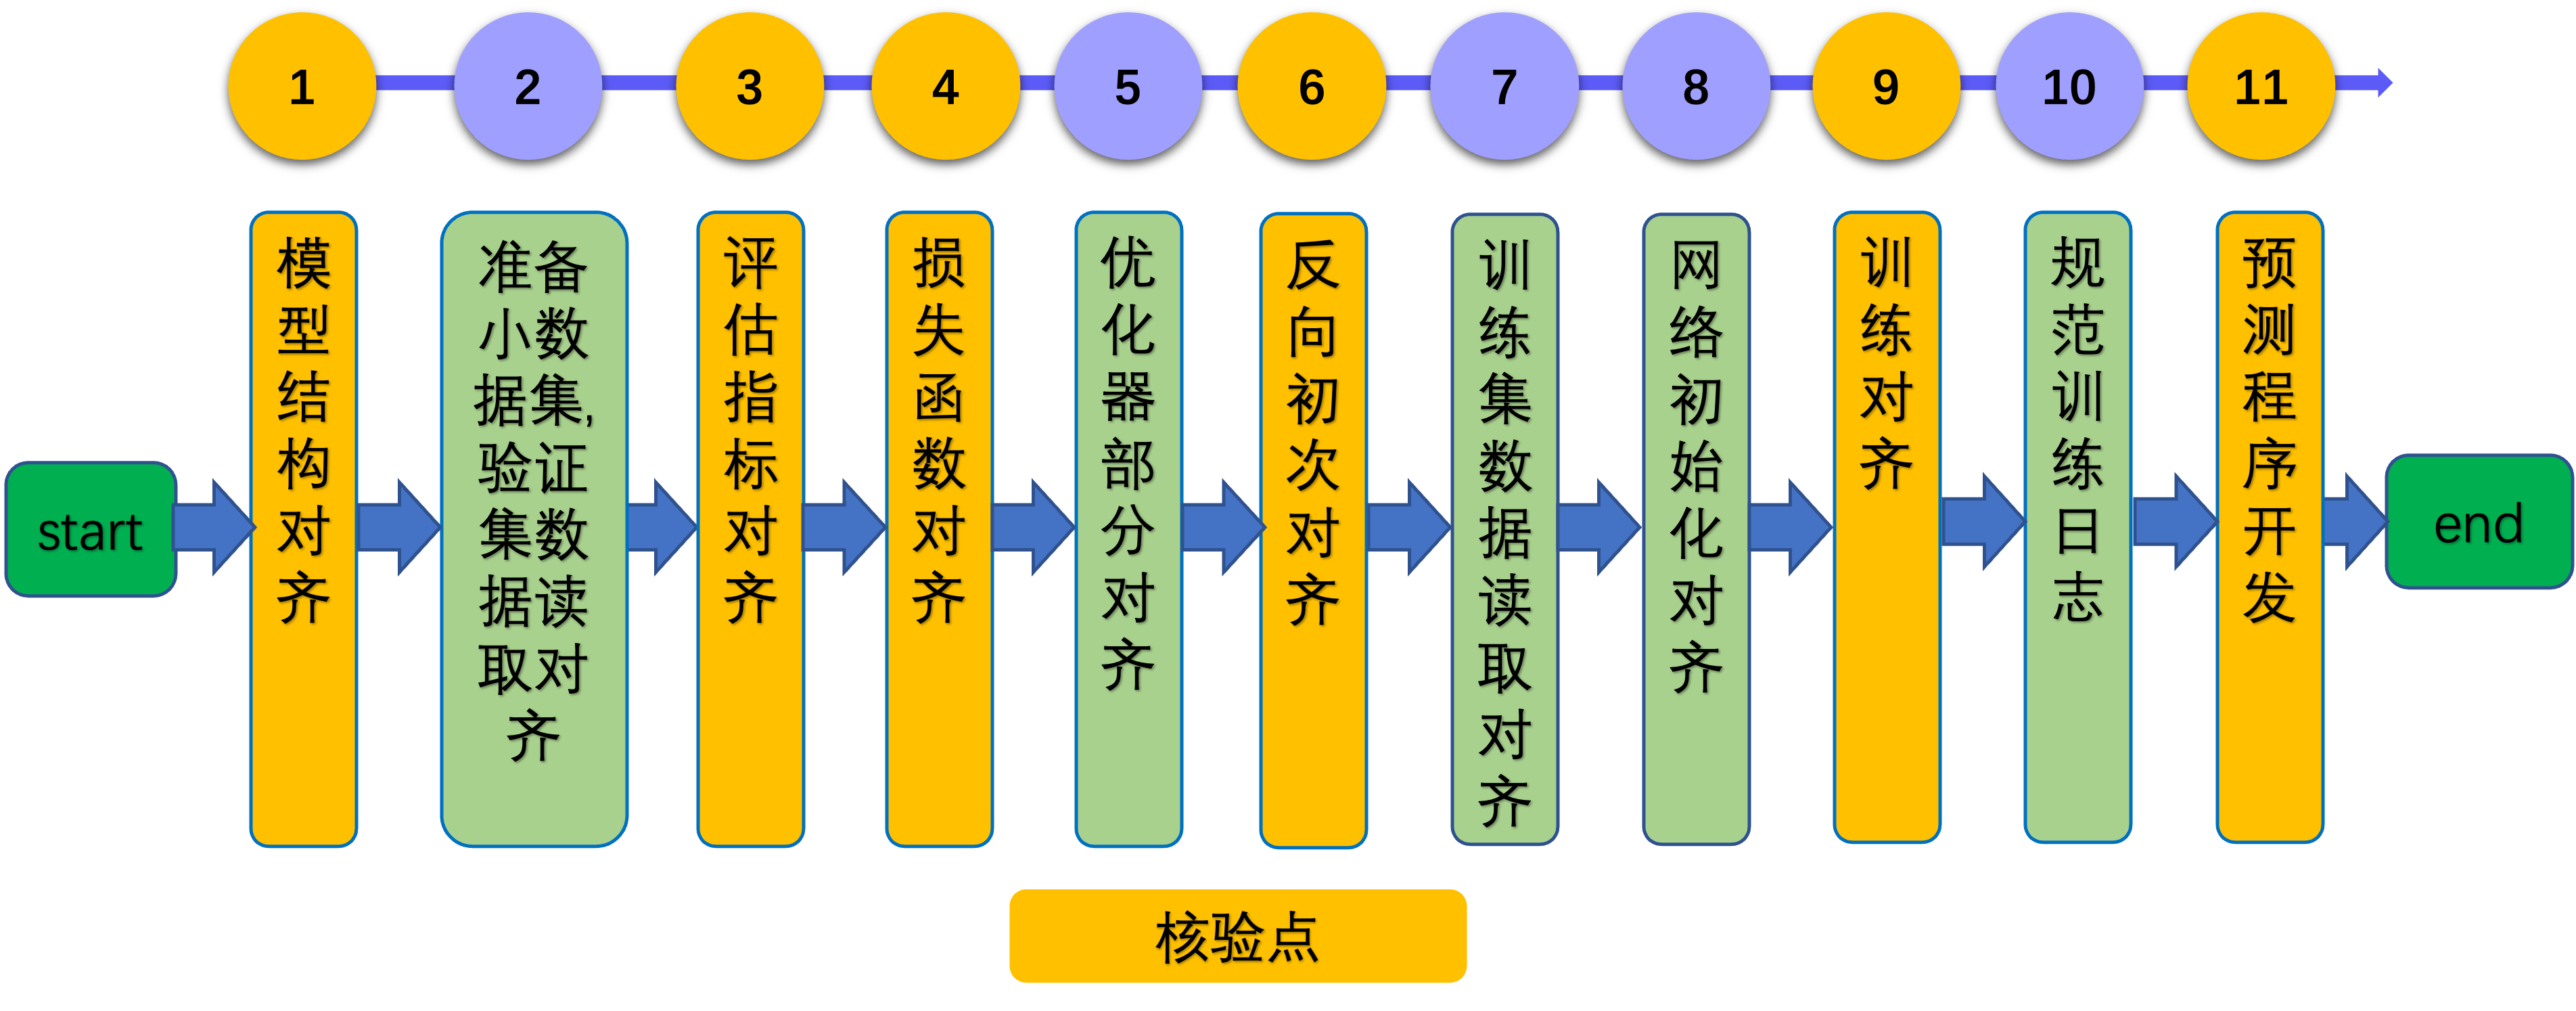 1
2
3
4
5
6
7
8
9
10
11
start
模型结构对齐
准备
小数
据集,
验证
集数
据读
取对
齐
评估指标对齐
损失函数对齐
优化器部分对齐
反向初次对齐
训练集数据读取对齐
网络初始化对齐
训练对齐
规范训练日志
预测程序开发
end
核验点